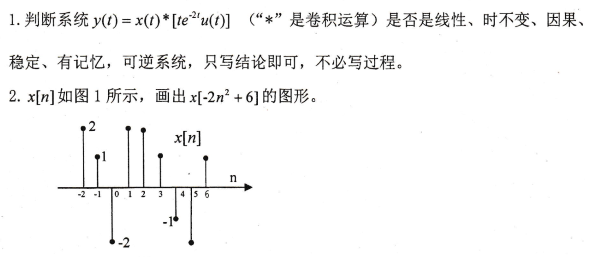 1.判断系统 y(t) = x(t)*[te⁻²ᵗu(t)] （“*”是卷积运算）是否是线性、时不变、因果、
稳定、有记忆，可逆系统，只写结论即可，不必写过程。
2. x[n]如图 1 所示，画出 x[-2n² +6]的图形。
2
x[n]
1
n
-2 -1 0 1 2 3 4 5 6
-1
-2